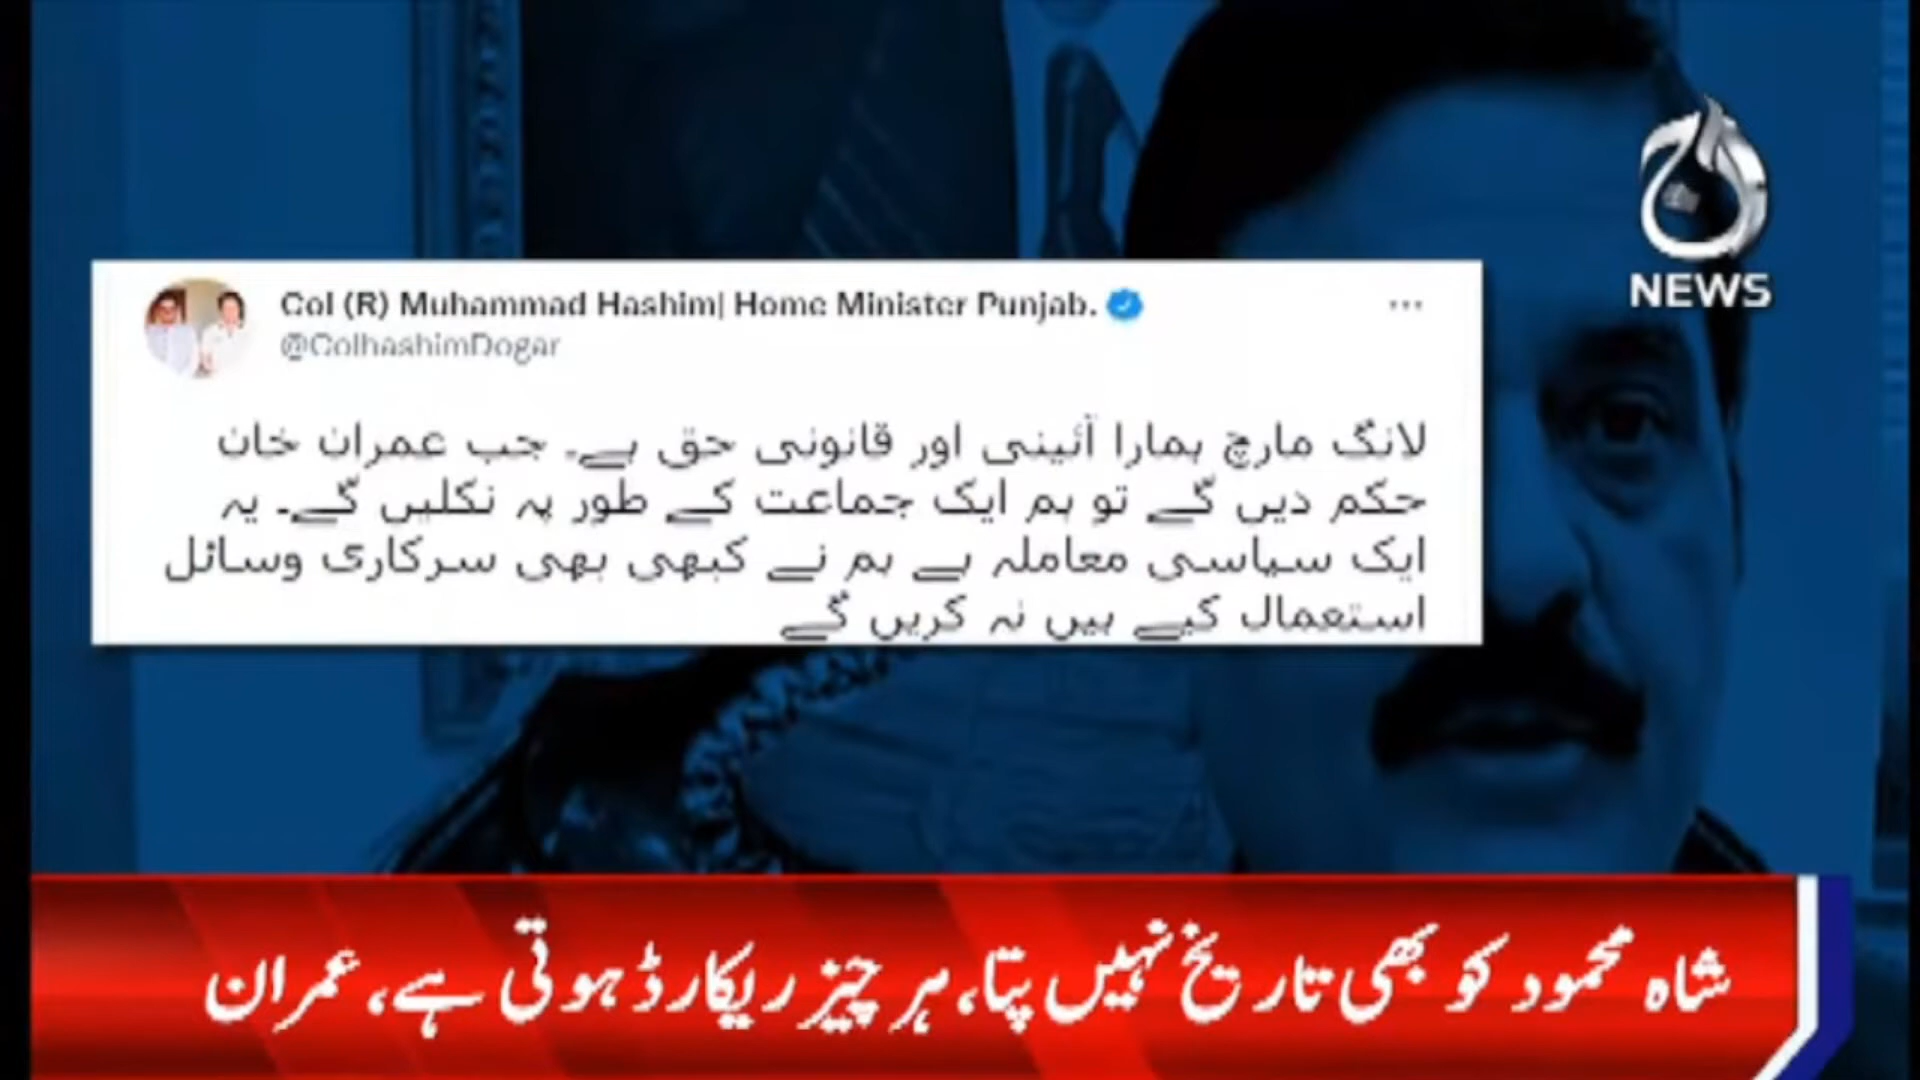 NEWS
Col (R) Muhammad Hashim| Home Minister Punjab.
@ColhashimDogar
لانگ مارچ ہمارا آئینی اور قانونی حق ہے۔ جب عمران خان
حکم دیں گے تو ہم ایک جماعت کے طور پہ نکلیں گے۔ یہ
ایک سیاسی معاملہ ہے ہم نے کبھی بھی سرکاری وسائل
استعمال کیے ہیں نہ کریں گے
شاہ محمود کو بھی تاریخ نہیں پتا، ہر چیز ریکارڈ ہوتی ہے، عمران